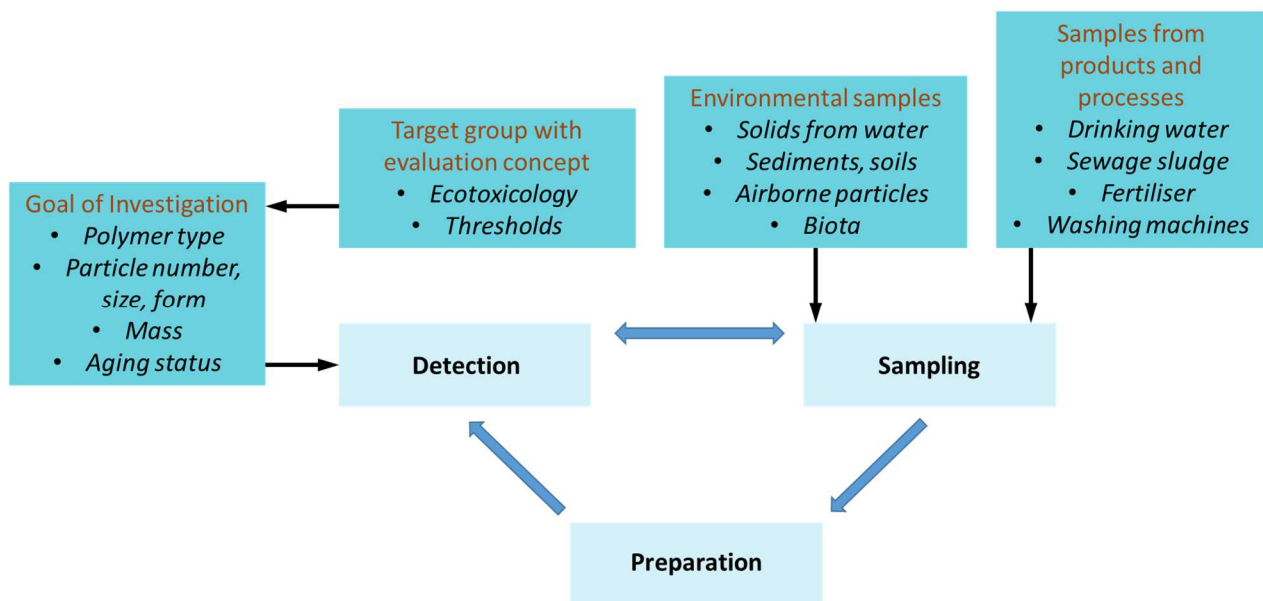 Goal of Investigation
• Polymer type
• Particle number,
size, form
• Mass
• Aging status
Target group with
evaluation concept
• Ecotoxicology
• Thresholds
Environmental samples
• Solids from water
• Sediments, soils
• Airborne particles
• Biota
Samples from
products and
processes
• Drinking water
• Sewage sludge
• Fertiliser
• Washing machines
Detection
Sampling
Preparation